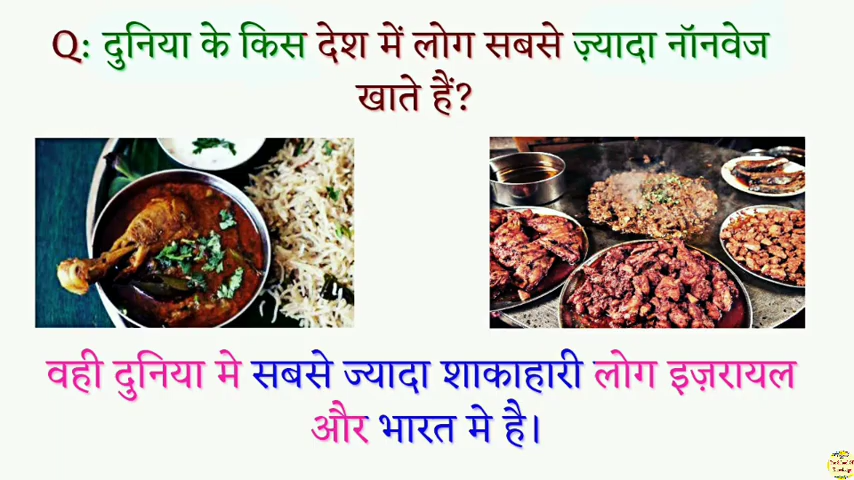 Q: दुनिया के किस देश में लोग सबसे ज़्यादा नॉनवेज
खाते हैं?
वही दुनिया मे सबसे ज्यादा शाकाहारी लोग इज़रायल
और भारत मे है।